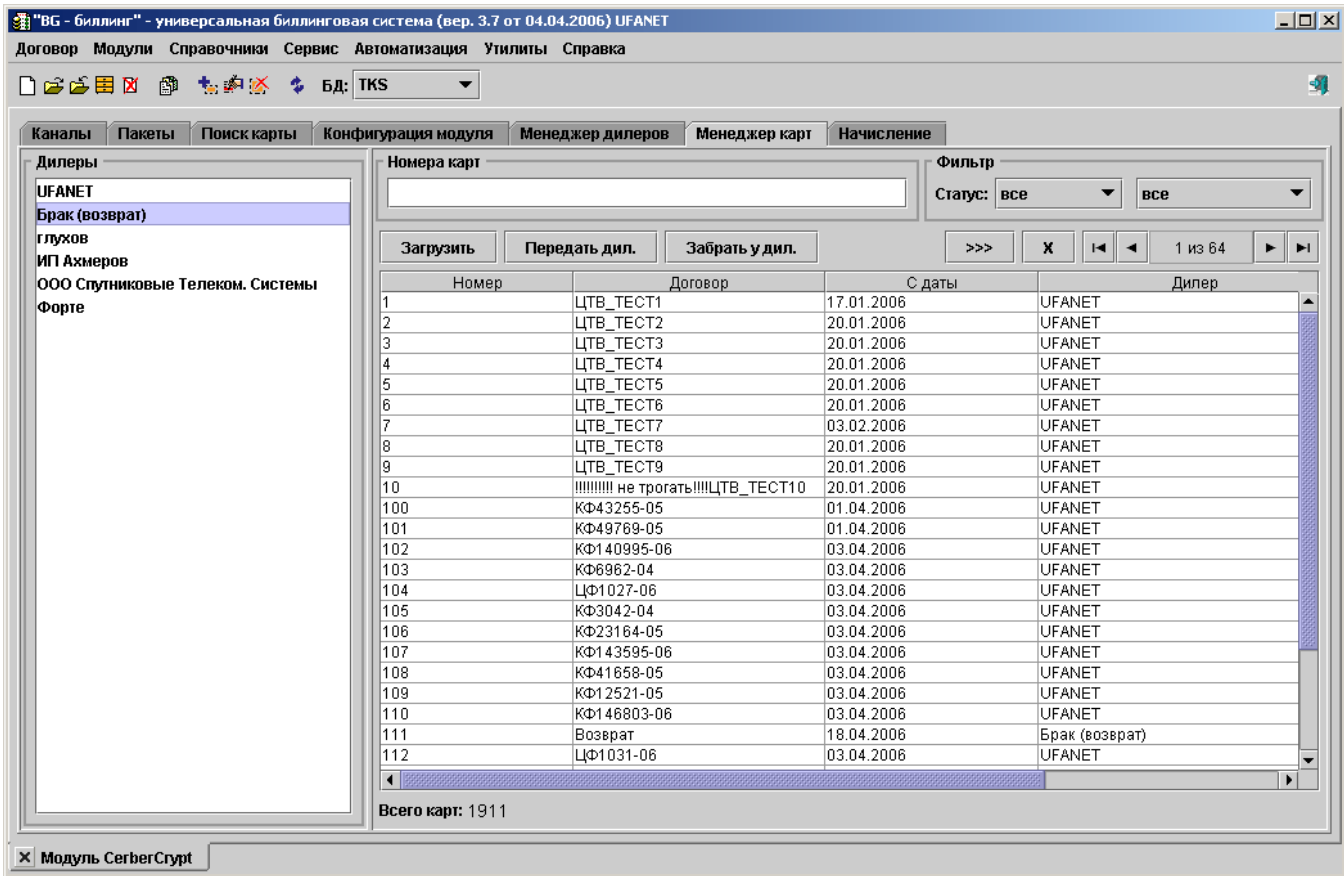 "BG - биллинг" - универсальная биллинговая система (вер. 3.7 от 04.04.2006) UFANET
Договор Модули Справочники Сервис Автоматизация Утилиты Справка
БД: TKS
Каналы Пакеты Поиск карты Конфигурация модуля Менеджер дилеров Менеджер карт Начисление
Дилеры
UFANET
Брак (возврат)
глухов
ИП Ахмеров
ООО Спутниковые Телеком. Системы
Форте
Номера карт
Фильтр
Статус: все все
Загрузить Передать дил. Забрать у дил. >>> X 1 из 64
Номер Договор С даты Дилер
1 ЦТВ_ТЕСТ1 17.01.2006 UFANET
2 ЦТВ_ТЕСТ2 20.01.2006 UFANET
3 ЦТВ_ТЕСТ3 20.01.2006 UFANET
4 ЦТВ_ТЕСТ4 20.01.2006 UFANET
5 ЦТВ_ТЕСТ5 20.01.2006 UFANET
6 ЦТВ_ТЕСТ6 20.01.2006 UFANET
7 ЦТВ_ТЕСТ7 03.02.2006 UFANET
8 ЦТВ_ТЕСТ8 20.01.2006 UFANET
9 ЦТВ_ТЕСТ9 20.01.2006 UFANET
10 !!!!!!!!!! не трогать!!!!ЦТВ_ТЕСТ10 20.01.2006 UFANET
100 КФ43255-05 01.04.2006 UFANET
101 КФ49769-05 01.04.2006 UFANET
102 КФ140995-06 03.04.2006 UFANET
103 КФ6962-04 03.04.2006 UFANET
104 ЦФ1027-06 03.04.2006 UFANET
105 КФ3042-04 03.04.2006 UFANET
106 КФ23164-05 03.04.2006 UFANET
107 КФ143595-06 03.04.2006 UFANET
108 КФ41658-05 03.04.2006 UFANET
109 КФ12521-05 03.04.2006 UFANET
110 КФ146803-06 03.04.2006 UFANET
111 Возврат 18.04.2006 Брак (возврат)
112 ЦФ1031-06 03.04.2006 UFANET
Всего карт: 1911
Модуль CerberCrypt